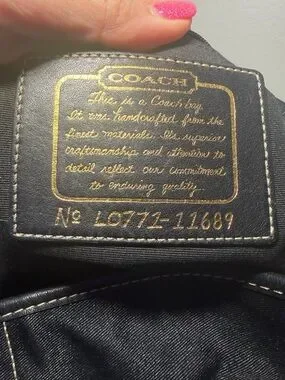 COACH
This is a Coach bag.
It was handcrafted from the
finest materials. Its superior
craftsmanship and attention to
detail reflect our commitment
to enduring quality.
Nº L0771-11689